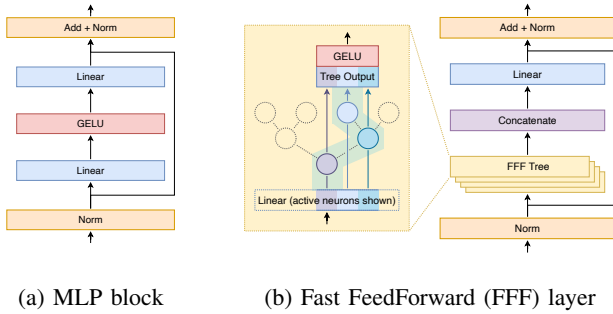 Add + Norm
Linear
GELU
Linear
Norm
(a) MLP block
GELU
Tree Output
Linear (active neurons shown)
Add + Norm
Linear
Concatenate
FFF Tree
Norm
(b) Fast FeedForward (FFF) layer